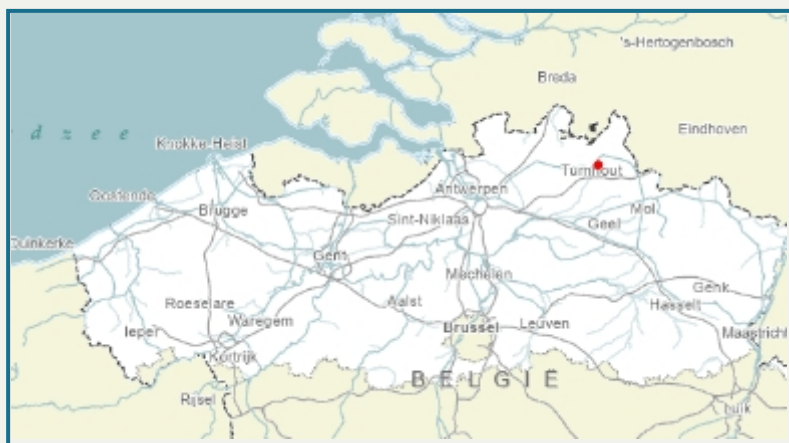 's-Hertogenbosch
Breda
Eindhoven
d z e e
Knokke-Heist
Turnhout
Oostende
Antwerpen
Brugge
Mol
Sint-Niklaas
Geel
Duinkerke
Gent
Mechelen
Genk
Roeselare
Aalst
Hasselt
Waregem
Ieper
Brussel
Leuven
Maastricht
Kortrijk
BELGIË
Rijsel
Luik